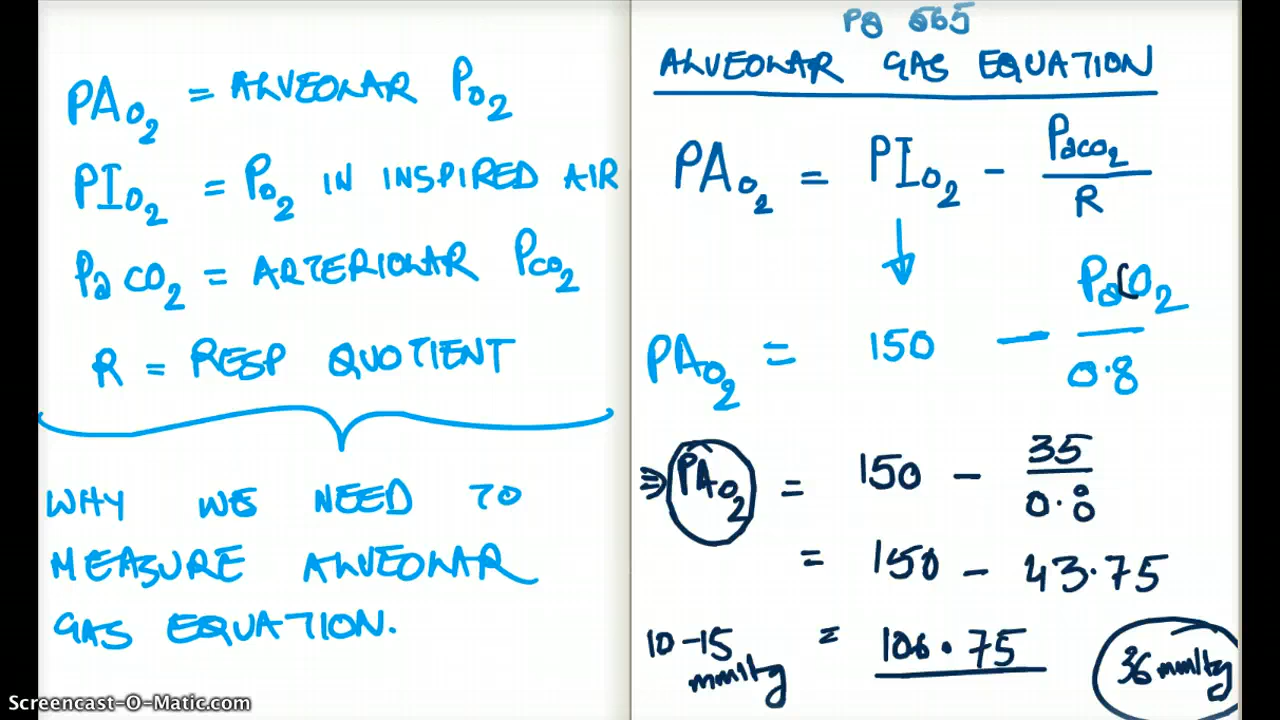 PAO2 = ALVEOLAR PO2
PIO2 = PO2 IN INSPIRED AIR
PaCO2 = ARTERIOLAR PCO2
R = RESP QUOTIENT
WHY WE NEED TO
MEASURE ALVEOLAR
GAS EQUATION.
Pg 665
ALVEOLAR GAS EQUATION
PAO2 = PIO2 - PaCO2 / R
PAO2 = 150 - PaCO2 / 0.8
⇒ PAO2 = 150 - 35 / 0.8
= 150 - 43.75
10-15 mmHg = 106.75
36 mmHg
Screencast-O-Matic.com